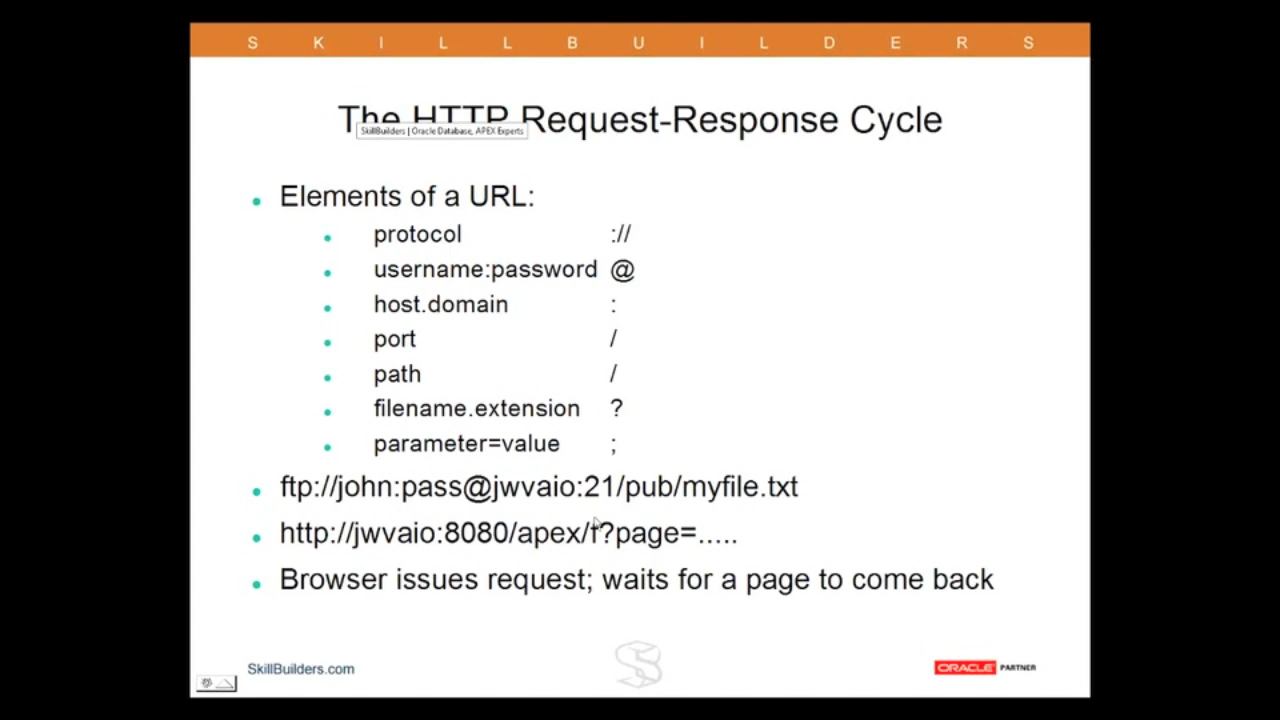 S K I L L B U I L D E R S
The HTTP Request-Response Cycle
SkillBuilders | Oracle Database, APEX Experts
• Elements of a URL:
• protocol ://
• username:password @
• host.domain :
• port /
• path /
• filename.extension ?
• parameter=value ;
• ftp://john:pass@jwvaio:21/pub/myfile.txt
• http://jwvaio:8080/apex/f?page=.....
• Browser issues request; waits for a page to come back
SkillBuilders.com
S
ORACLE PARTNER